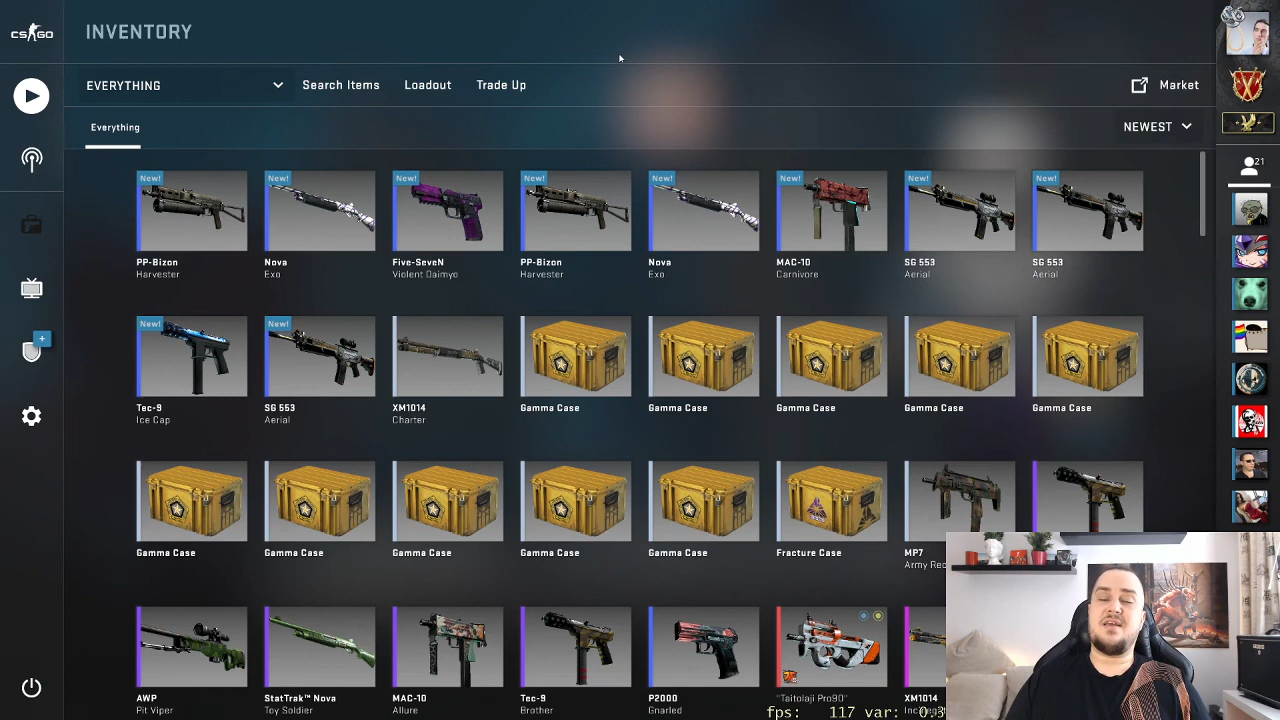 CS GO
INVENTORY
EVERYTHING
Search Items
Loadout
Trade Up
Market
Everything
NEWEST
21
New!
New!
New!
New!
New!
New!
New!
New!
PP-Bizon
Harvester
Nova
Exo
Five-SeveN
Violent Daimyo
PP-Bizon
Harvester
Nova
Exo
MAC-10
Carnivore
SG 553
Aerial
SG 553
Aerial
New!
New!
+
Tec-9
Ice Cap
SG 553
Aerial
XM1014
Charter
Gamma Case
Gamma Case
Gamma Case
Gamma Case
Gamma Case
Gamma Case
Gamma Case
Gamma Case
Gamma Case
Gamma Case
Fracture Case
MP7
Army Rec
AWP
Pit Viper
StatTrak™ Nova
Toy Soldier
MAC-10
Allure
Tec-9
Brother
P2000
Gnarled
"Taitolaji Pro90"
XM1014
fps: 117 var: